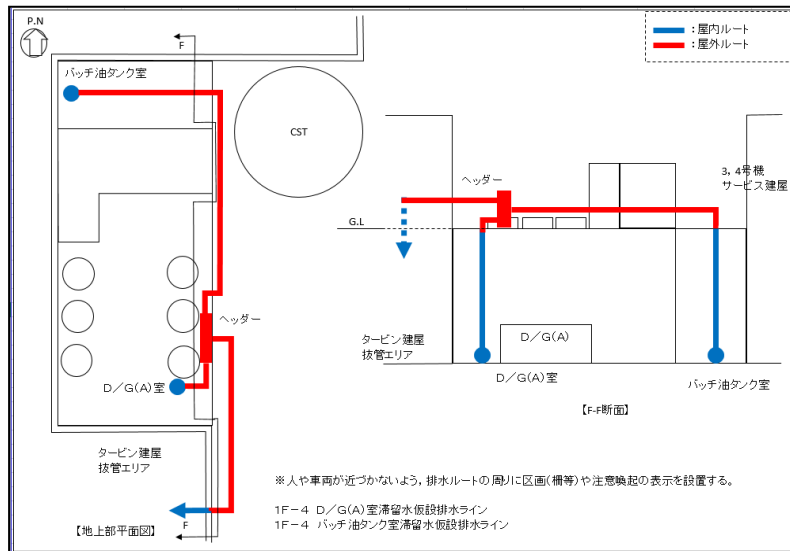 P.N
F
バッチ油タンク室
CST
ヘッダー
D／G(A)室
タービン建屋
抜管エリア
F
【地上部平面図】
：屋内ルート
：屋外ルート
3，4号機
サービス建屋
ヘッダー
G.L
タービン建屋
抜管エリア
D／G(A)
D／G(A)室
バッチ油タンク室
【F-F断面】
※人や車両が近づかないよう，排水ルートの周りに区画(柵等)や注意喚起の表示を設置する。
1F－4 D／G(A)室滞留水仮設排水ライン
1F－4 バッチ油タンク室滞留水仮設排水ライン